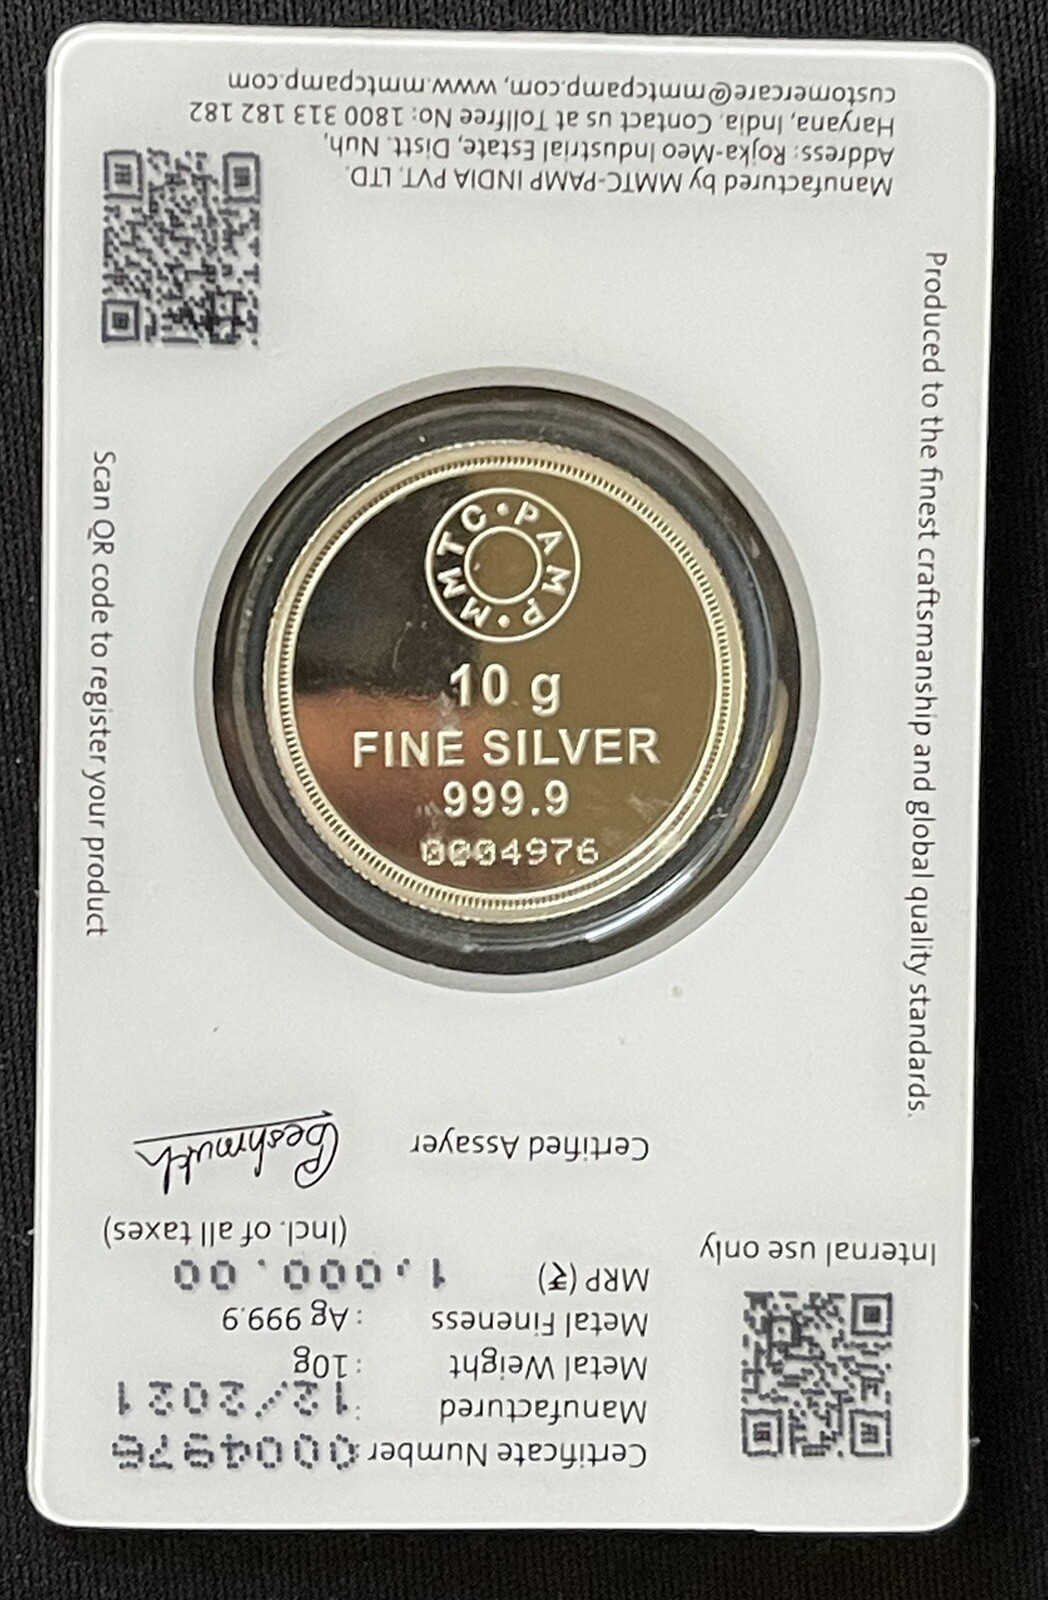 Manufactured by MMTC-PAMP INDIA PVT. LTD.
Address: Rojka-Meo Industrial Estate, Distt. Nuh,
Haryana, India. Contact us at Tollfree No: 1800 313 182 182
customercare@mmtcpamp.com, www.mmtcpamp.com
Produced to the finest craftsmanship and global quality standards.
Scan QR code to register your product
MMTC·PAMP·
10 g
FINE SILVER
999.9
0004976
Certificate Number : 0004976
Manufactured : 12/2021
Metal Weight : 10g
Metal Fineness : Ag 999.9
MRP (₹) 1,000.00
(Incl. of all taxes)
Certified Assayer
Internal use only